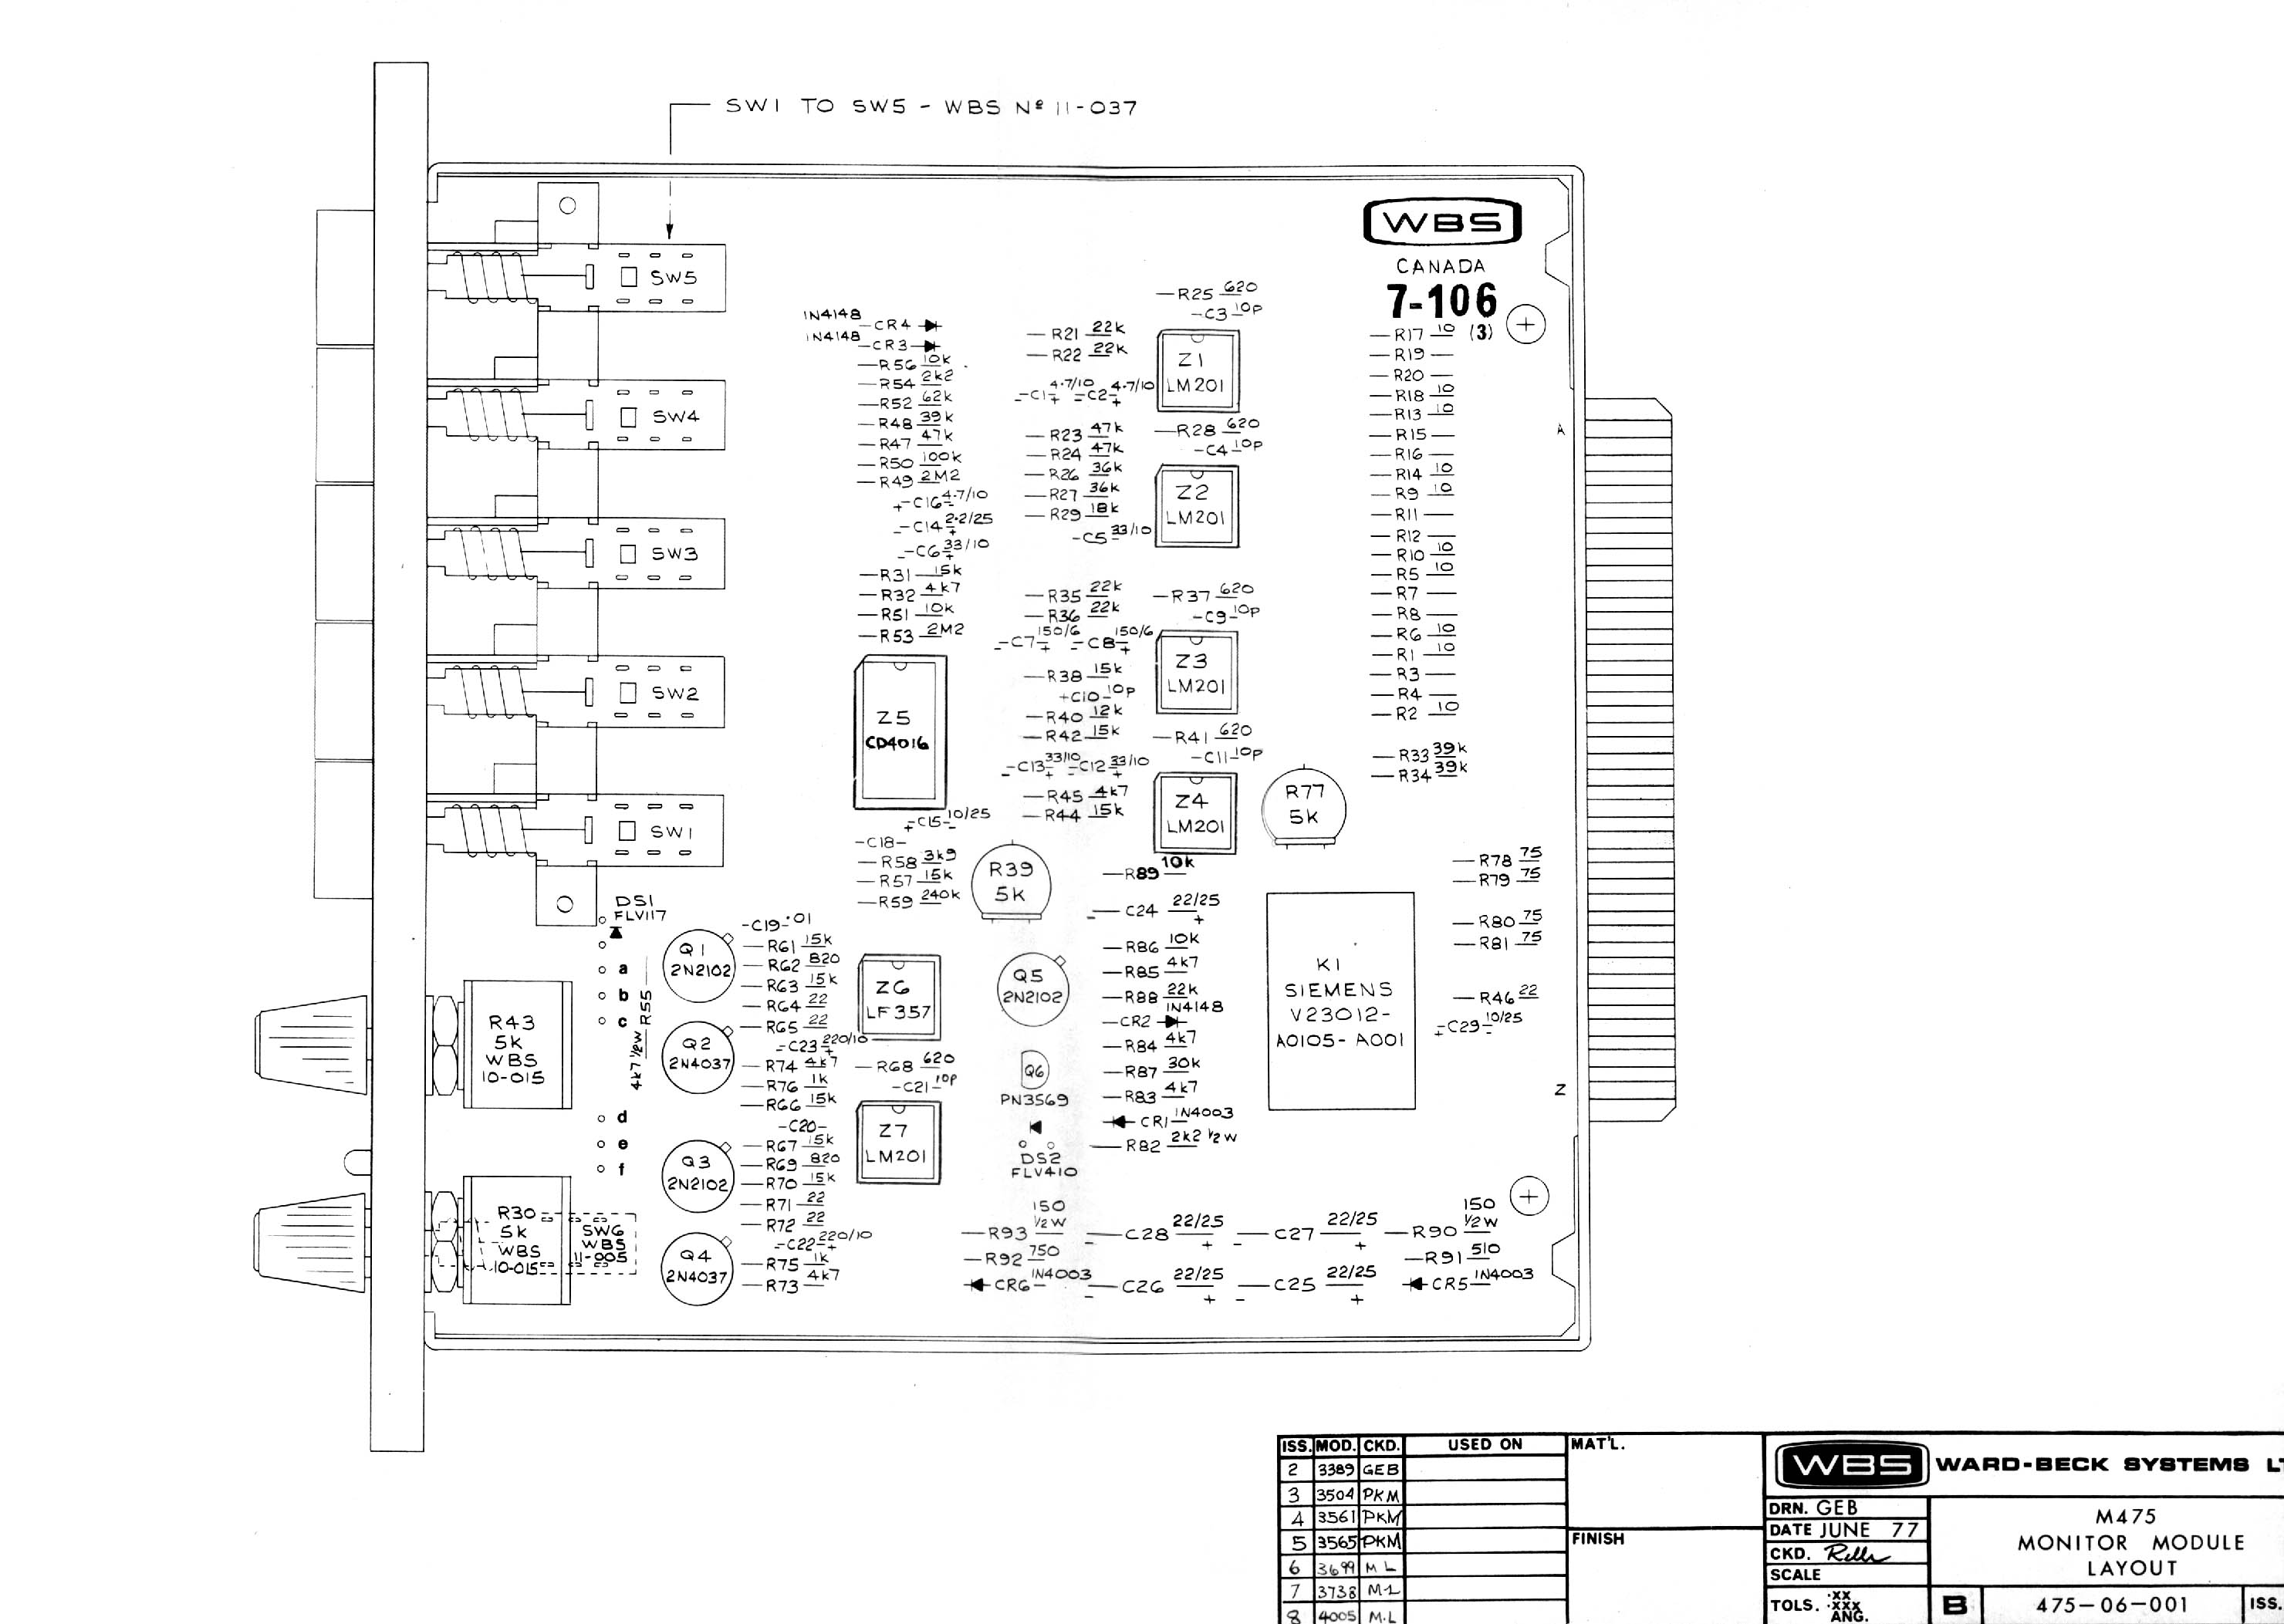 SW1 TO SW5 - WBS Nº 11-037
WBS
CANADA
7-106
(3)
SW5
SW4
SW3
SW2
SW1
1N4148
CR4
1N4148
CR3
R56 10k
R54 2k2
R52 62k
R48 39k
R47 47k
R50 100k
R49 2M2
+C16- 4.7/10
-C14+ 2.2/25
-C6+ 33/10
R31 15k
R32 4k7
R51 10k
R53 2M2
Z5
CD4016
+C15- 10/25
-C18-
R58 3k9
R57 15k
R59 240k
R21 22k
R22 22k
-C1+ 4.7/10 -C2+ 4.7/10
R23 47k
R24 47k
R26 36k
R27 36k
R29 18k
-C5- 33/10
R35 22k
R36 22k
-C7+ 150/6 -C8+ 150/6
R38 15k
+C10- 10p
R40 12k
R42 15k
-C13+ 33/10 -C12+ 33/10
R45 4k7
R44 15k
R39
5k
R25 620
-C3- 10p
Z1
LM201
R28 620
-C4- 10p
Z2
LM201
R37 620
-C9- 10p
Z3
LM201
R41 620
-C11- 10p
Z4
LM201
R77
5k
R17 10
R19
R20
R18 10
R13 10
R15
R16
R14 10
R9 10
R11
R12
R10 10
R5 10
R7
R8
R6 10
R1 10
R3
R4
R2 10
R33 39k
R34 39k
A
Z
R78 75
R79 75
R80 75
R81 75
R46 22
+C29- 10/25
K1
SIEMENS
V23012-
A0105-A001
R89 10k
- C24 + 22/25
R86 10k
R85 4k7
R88 22k
1N4148
CR2
R84 4k7
R87 30k
R83 4k7
CR1 1N4003
R82 2k2 ½W
Q5
2N2102
Q6
PN3569
DS2
FLV410
DS1
FLV117
a
b
c
4k7 ½W R55
d
e
f
R43
5k
WBS
10-015
R30
5k
WBS
10-015
SW6
WBS
11-005
Q1
2N2102
Q2
2N4037
Q3
2N2102
Q4
2N4037
-C19- .01
R61 15k
R62 820
R63 15k
R64 22
R65 22
-C23+ 220/10
R74 4k7
R76 1k
R66 15k
-C20-
R67 15k
R69 820
R70 15k
R71 22
R72 22
-C22+ 220/10
R75 1k
R73 4k7
Z6
LF357
R68 620
-C21- 10p
Z7
LM201
150
½W
R93
R92 750
CR6 1N4003
- C28 + 22/25
- C27 + 22/25
- C26 + 22/25
- C25 + 22/25
150
½W
R90
R91 510
CR5 1N4003
ISS. MOD. CKD. USED ON
2 3389 GEB
3 3504 PKM
4 3561 PKM
5 3565 PKM
6 3699 ML
7 3738 M-L
8 4005 M.L
MAT'L.
FINISH
WBS WARD-BECK SYSTEMS
DRN. GEB
DATE JUNE 77
CKD.
SCALE
TOLS. .XX
.XXX
ANG.
M475
MONITOR MODULE
LAYOUT
B 475-06-001 ISS.